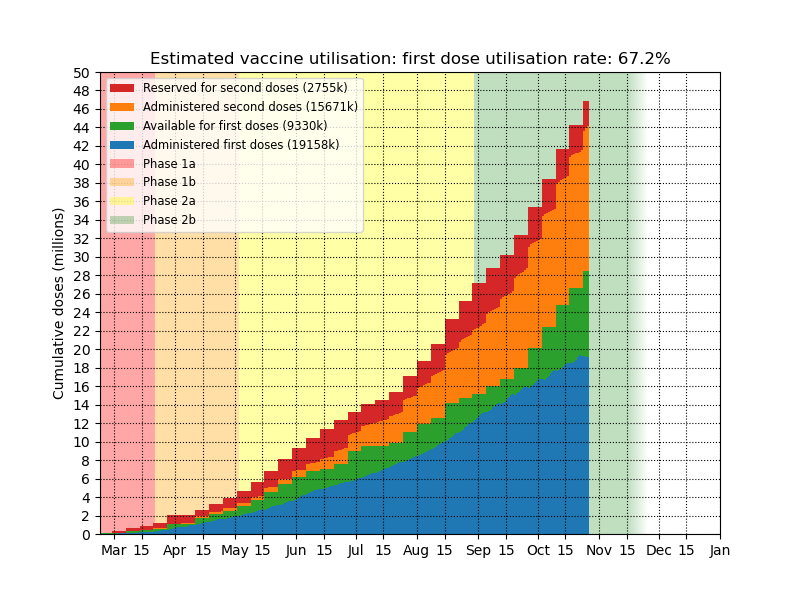 Estimated vaccine utilisation: first dose utilisation rate: 67.2%
Cumulative doses (millions)
50
48
46
44
42
40
38
36
34
32
30
28
26
24
22
20
18
16
14
12
10
8
6
4
2
0
Reserved for second doses (2755k)
Administered second doses (15671k)
Available for first doses (9330k)
Administered first doses (19158k)
Phase 1a
Phase 1b
Phase 2a
Phase 2b
Mar 15 Apr 15 May 15 Jun 15 Jul 15 Aug 15 Sep 15 Oct 15 Nov 15 Dec 15 Jan